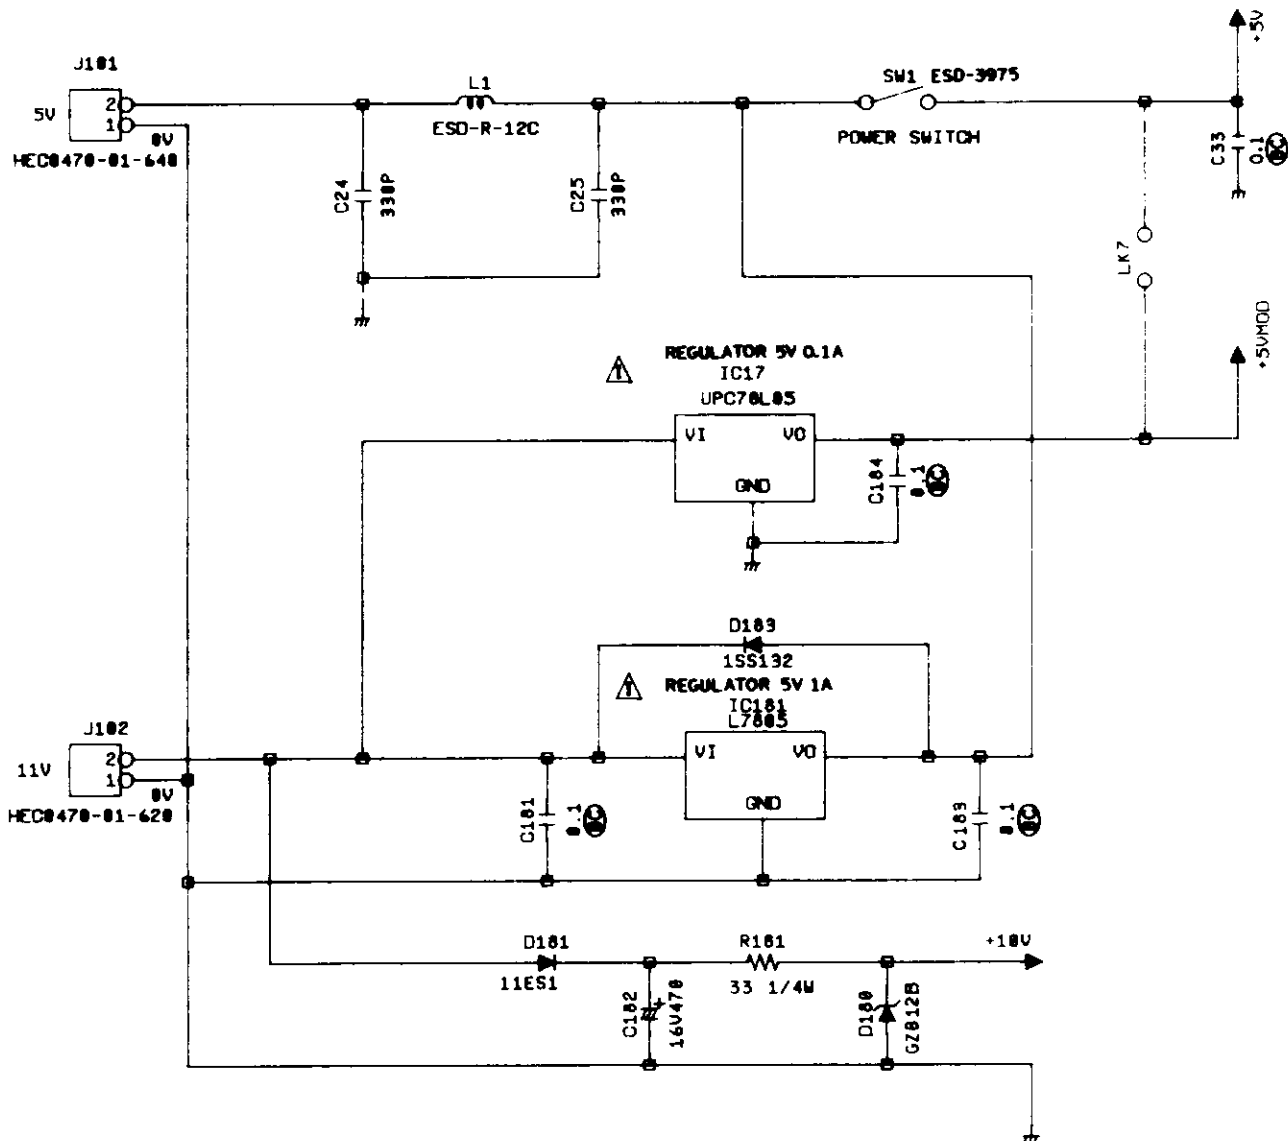 J101
5V
2
1
0V
HEC0470-01-640
L1
ESD-R-12C
SW1 ESD-3975
POWER SWITCH
+5V
C33
0.1
C24
330P
C25
330P
LK7
+5VMOD
REGULATOR 5V 0.1A
IC17
UPC78L05
VI
VO
GND
C184
0.1
D183
1SS132
REGULATOR 5V 1A
IC181
L7805
VI
VO
GND
J102
11V
2
1
0V
HEC0470-01-620
C181
0.1
C183
0.1
D181
11ES1
R181
33 1/4W
+10V
C182
+
16V470
D180
GZB12B